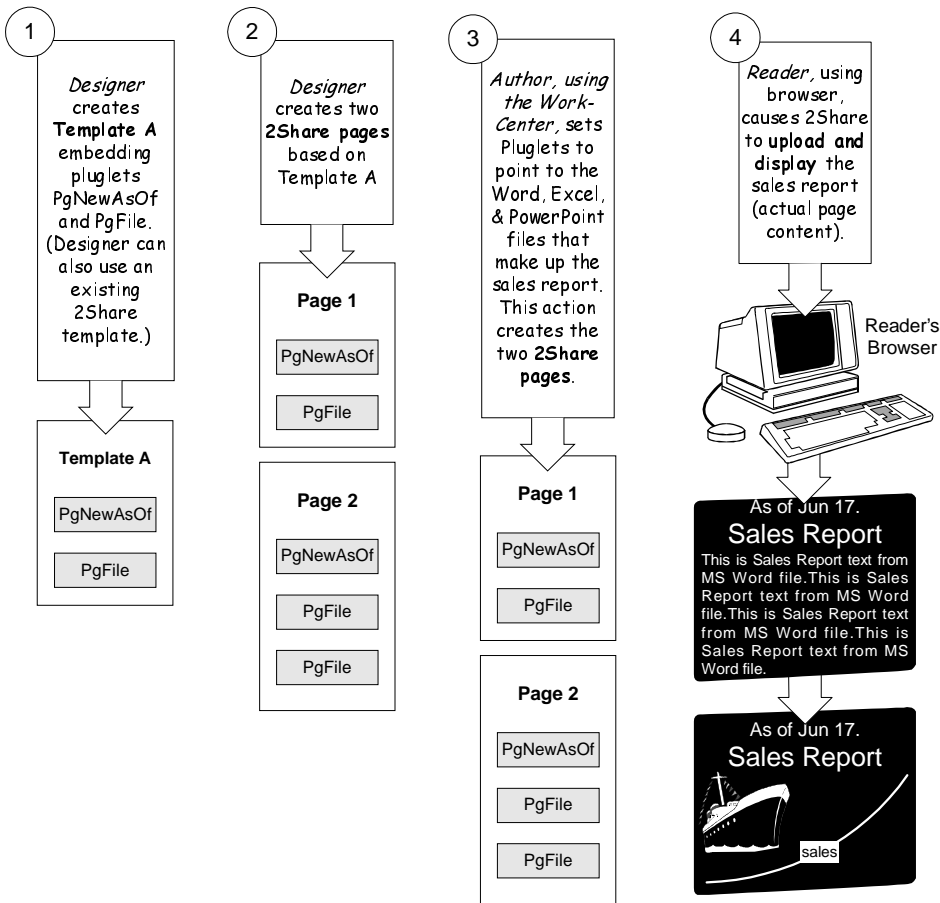 1
Designer
creates
Template A
embedding
pluglets
PgNewAsOf
and PgFile.
(Designer can
also use an
existing
2Share
template.)
Template A
PgNewAsOf
PgFile
2
Designer
creates two
2Share pages
based on
Template A
Page 1
PgNewAsOf
PgFile
Page 2
PgNewAsOf
PgFile
PgFile
3
Author, using
the Work-
Center, sets
Pluglets to
point to the
Word, Excel,
& PowerPoint
files that
make up the
sales report.
This action
creates the
two 2Share
pages.
Page 1
PgNewAsOf
PgFile
Page 2
PgNewAsOf
PgFile
PgFile
4
Reader, using
browser,
causes 2Share
to upload and
display the
sales report
(actual page
content).
Reader's
Browser
As of Jun 17.
Sales Report
This is Sales Report text from
MS Word file.This is Sales
Report text from MS Word
file.This is Sales Report text
from MS Word file.This is
Sales Report text from MS
Word file.
As of Jun 17.
Sales Report
sales